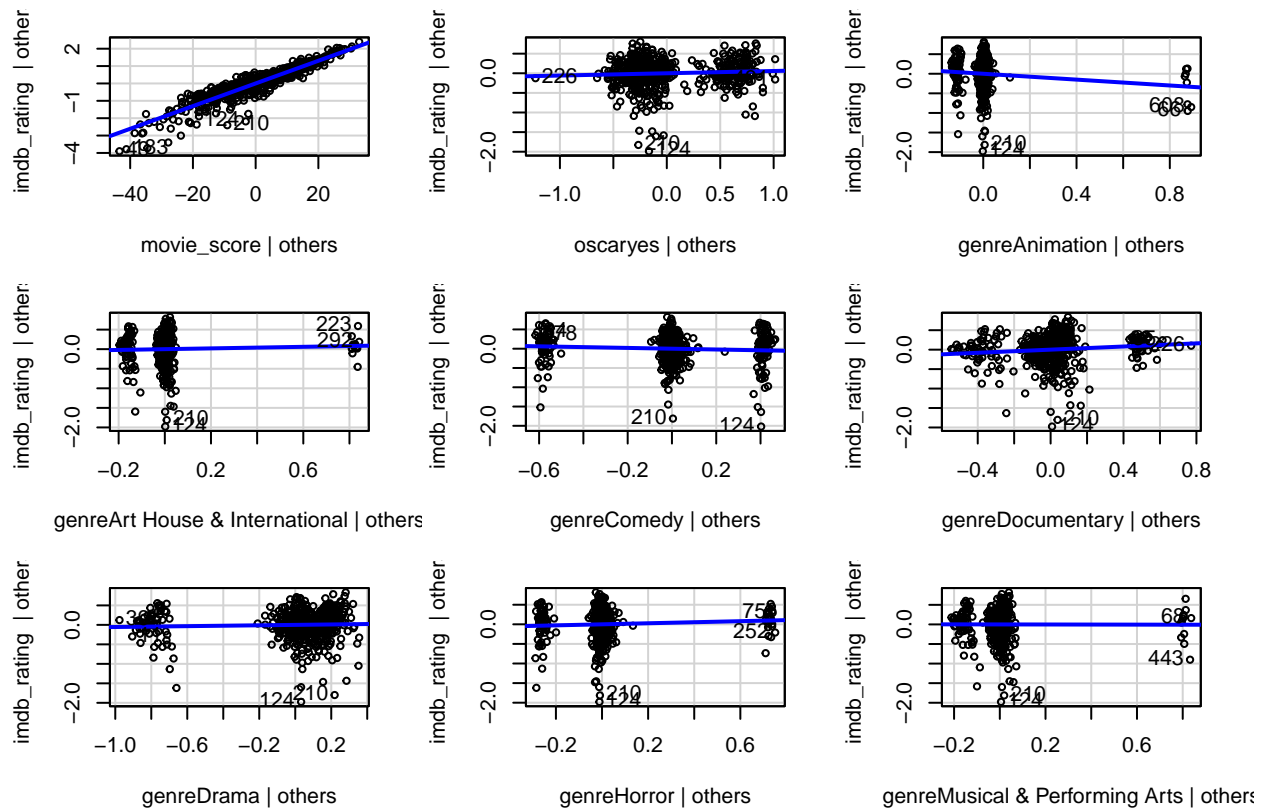 imdb_rating | other
2
−1
−4
124
210
183
−40 −20 0 20
movie_score | others
imdb_rating | other
0.0
−2.0
226
210
124
−1.0 0.0 0.5 1.0
oscaryes | others
imdb_rating | other
0.0
−2.0
210
124
0.0 0.4 0.8
genreAnimation | others
imdb_rating | other
0.0
−2.0
223
292
210
124
−0.2 0.2 0.6
genreArt House & International | others
imdb_rating | other
0.0
−2.0
210
124
−0.6 −0.2 0.2
genreComedy | others
imdb_rating | other
0.0
−2.0
226
210
124
−0.4 0.0 0.4 0.8
genreDocumentary | others
imdb_rating | other
0.0
−2.0
124
210
−1.0 −0.6 −0.2 0.2
genreDrama | others
imdb_rating | other
0.0
−2.0
75
252
210
124
−0.2 0.2 0.6
genreHorror | others
imdb_rating | other
0.0
−2.0
68
443
210
124
−0.2 0.2 0.6
genreMusical & Performing Arts | others